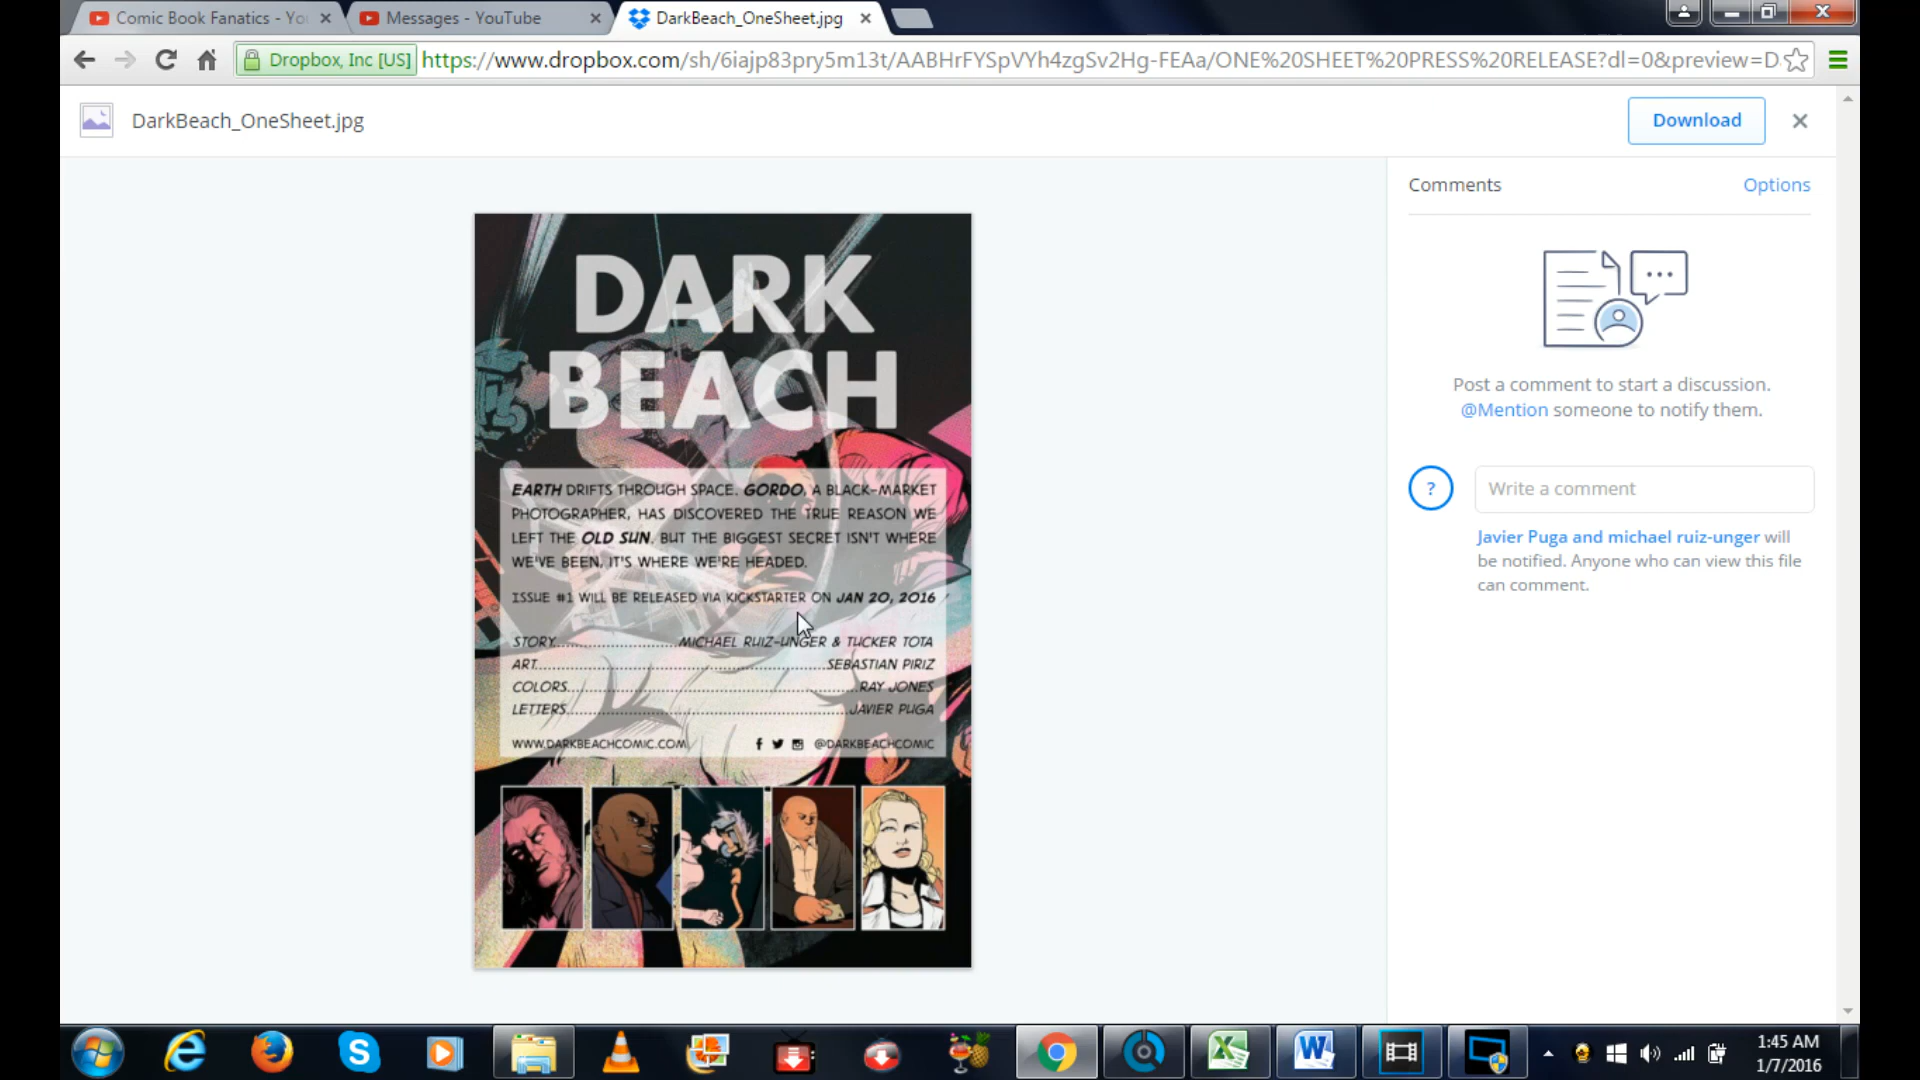 Comic Book Fanatics - You
Messages - YouTube
DarkBeach_OneSheet.jpg
Dropbox, Inc [US]
https://www.dropbox.com/sh/6iajp83pry5m13t/AABHrFYSpVYh4zgSv2Hg-FEAa/ONE%20SHEET%20PRESS%20RELEASE?dl=0&preview=D
DarkBeach_OneSheet.jpg
Download
Comments
Options
DARK
BEACH
EARTH DRIFTS THROUGH SPACE. GORDO, A BLACK-MARKET
PHOTOGRAPHER, HAS DISCOVERED THE TRUE REASON WE
LEFT THE OLD SUN. BUT THE BIGGEST SECRET ISN'T WHERE
WE'VE BEEN, IT'S WHERE WE'RE HEADED.
ISSUE #1 WILL BE RELEASED VIA KICKSTARTER ON JAN 20, 2016
STORY..........................MICHAEL RUIZ-UNGER & TUCKER TOTA
ART..........................SEBASTIAN PIRIZ
COLORS..........................RAY JONES
LETTERS..........................JAVIER PUGA
WWW.DARKBEACHCOMIC.COM
@DARKBEACHCOMIC
Post a comment to start a discussion.
@Mention someone to notify them.
?
Write a comment
Javier Puga and michael ruiz-unger will
be notified. Anyone who can view this file
can comment.
1:45 AM
1/7/2016